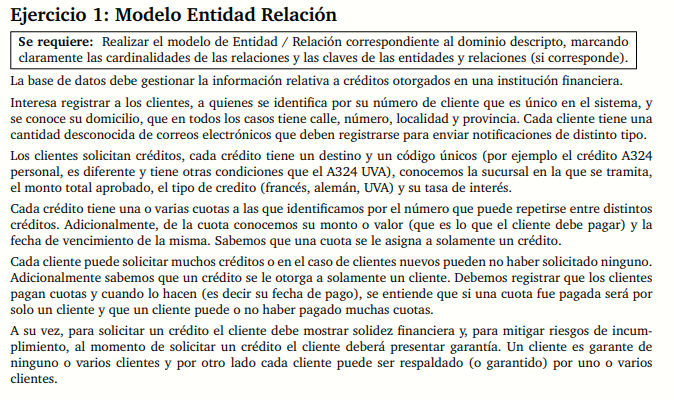 Ejercicio 1: Modelo Entidad Relación
Se requiere: Realizar el modelo de Entidad / Relación correspondiente al dominio descripto, marcando
claramente las cardinalidades de las relaciones y las claves de las entidades y relaciones (si corresponde).
La base de datos debe gestionar la información relativa a créditos otorgados en una institución financiera.
Interesa registrar a los clientes, a quienes se identifica por su número de cliente que es único en el sistema, y
se conoce su domicilio, que en todos los casos tiene calle, número, localidad y provincia. Cada cliente tiene una
cantidad desconocida de correos electrónicos que deben registrarse para enviar notificaciones de distinto tipo.
Los clientes solicitan créditos, cada crédito tiene un destino y un código únicos (por ejemplo el crédito A324
personal, es diferente y tiene otras condiciones que el A324 UVA), conocemos la sucursal en la que se tramita,
el monto total aprobado, el tipo de credito (francés, alemán, UVA) y su tasa de interés.
Cada crédito tiene una o varias cuotas a las que identificamos por el número que puede repetirse entre distintos
créditos. Adicionalmente, de la cuota conocemos su monto o valor (que es lo que el cliente debe pagar) y la
fecha de vencimiento de la misma. Sabemos que una cuota se le asigna a solamente un crédito.
Cada cliente puede solicitar muchos créditos o en el caso de clientes nuevos pueden no haber solicitado ninguno.
Adicionalmente sabemos que un crédito se le otorga a solamente un cliente. Debemos registrar que los clientes
pagan cuotas y cuando lo hacen (es decir su fecha de pago), se entiende que si una cuota fue pagada será por
solo un cliente y que un cliente puede o no haber pagado muchas cuotas.
A su vez, para solicitar un crédito el cliente debe mostrar solidez financiera y, para mitigar riesgos de incum-
plimiento, al momento de solicitar un crédito el cliente deberá presentar garantía. Un cliente es garante de
ninguno o varios clientes y por otro lado cada cliente puede ser respaldado (o garantido) por uno o varios
clientes.